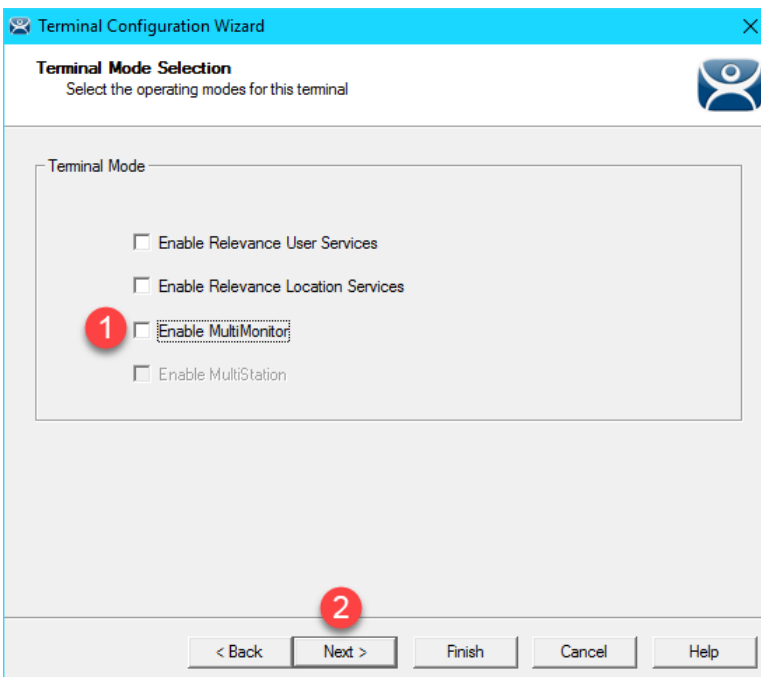 Terminal Configuration Wizard
Terminal Mode Selection
Select the operating modes for this terminal
Terminal Mode
Enable Relevance User Services
Enable Relevance Location Services
1 Enable MultiMonitor
Enable MultiStation
2
< Back Next > Finish Cancel Help